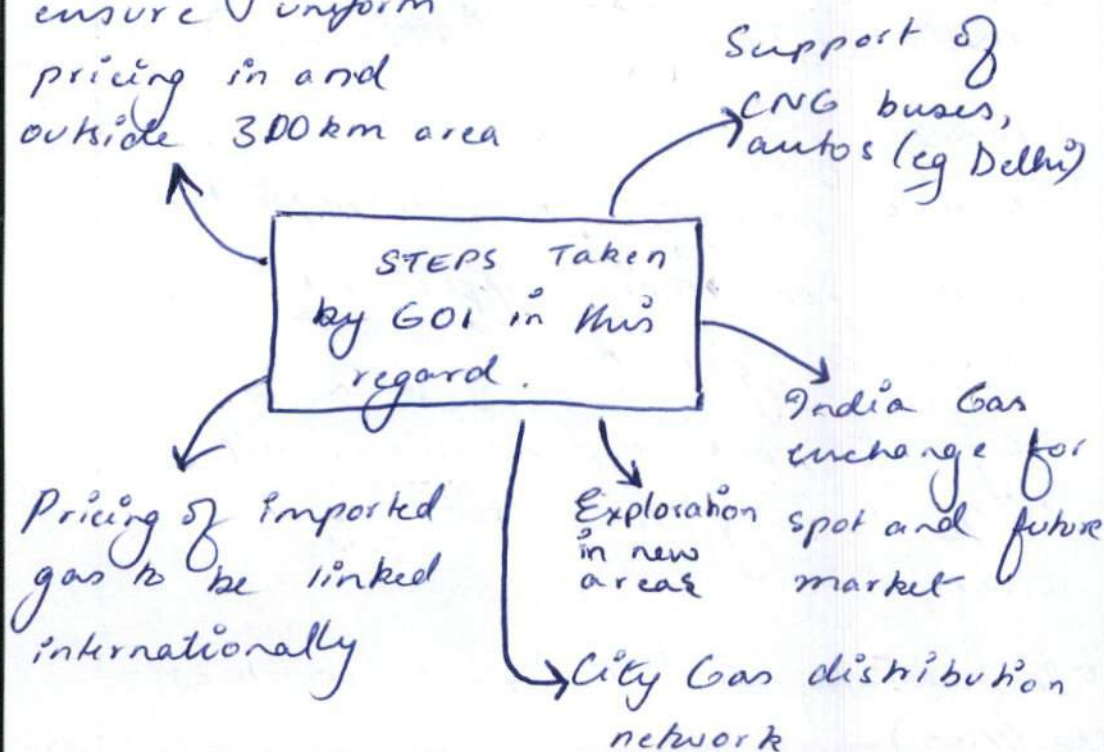 ensure uniform
pricing in and
outside 300km area
Support of
CNG buses,
autos (eg Delhi)
STEPS Taken
by GOI in this
regard.
Pricing of imported
gas to be linked
internationally
Exploration
in new
areas
India Gas
exchange for
spot and future
market
City Gas distribution
network